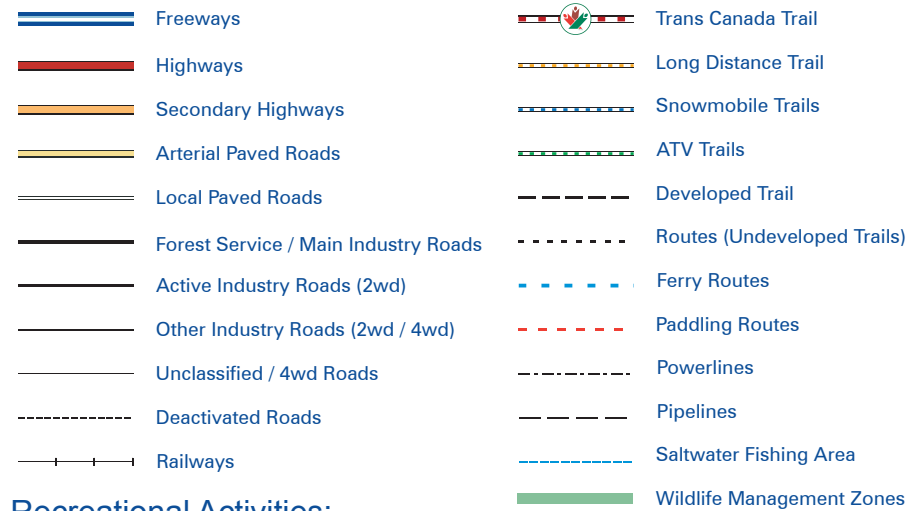 Freeways
Highways
Secondary Highways
Arterial Paved Roads
Local Paved Roads
Forest Service / Main Industry Roads
Active Industry Roads (2wd)
Other Industry Roads (2wd / 4wd)
Unclassified / 4wd Roads
Deactivated Roads
Railways
Recreational Activities:
Trans Canada Trail
Long Distance Trail
Snowmobile Trails
ATV Trails
Developed Trail
Routes (Undeveloped Trails)
Ferry Routes
Paddling Routes
Powerlines
Pipelines
Saltwater Fishing Area
Wildlife Management Zones